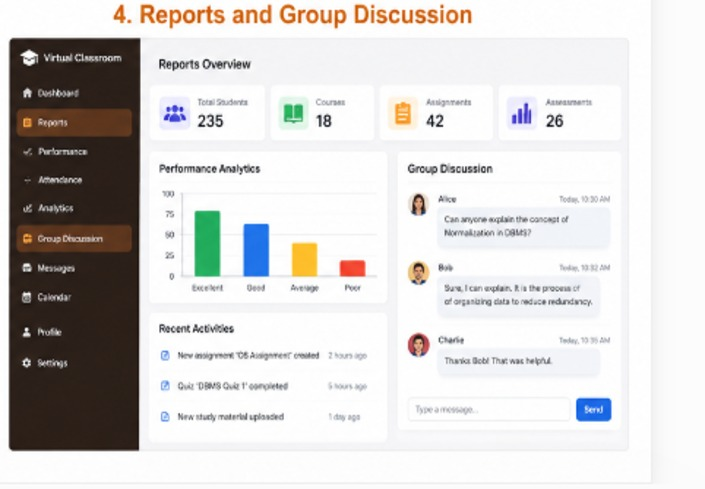 4. Reports and Group Discussion
Virtual Classroom
Dashboard
Reports
Performance
Attendance
Analytics
Group Discussion
Messages
Calendar
Profile
Settings
Reports Overview
Total Students
235
Courses
18
Assignments
42
Assessments
26
Performance Analytics
100
75
50
25
0
Excellent
Good
Average
Poor
Recent Activities
New assignment 'OS Assignment' created 2 hours ago
Quiz 'DBMS Quiz 1' completed 5 hours ago
New study material uploaded 1 day ago
Group Discussion
Alice Today, 10:30 AM
Can anyone explain the concept of
Normalization in DBMS?
Bob Today, 10:32 AM
Sure, I can explain. It is the process of
of organizing data to reduce redundancy.
Charlie Today, 10:35 AM
Thanks Bob! That was helpful.
Type a message...
Send